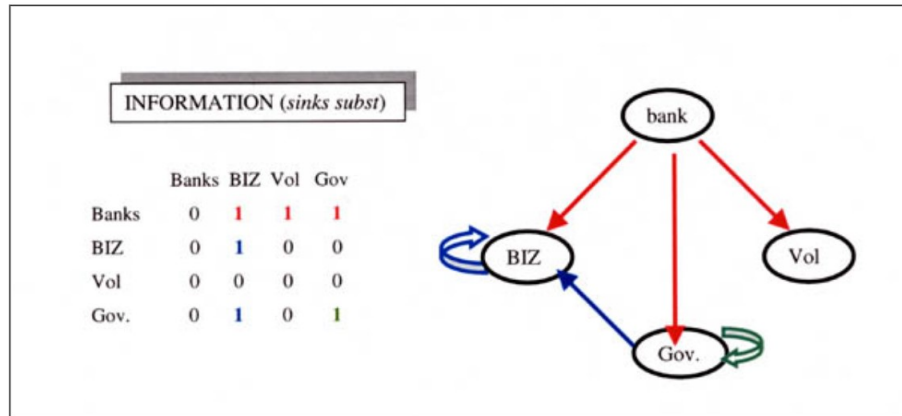 INFORMATION (sinks subst)
Banks BIZ Vol Gov
Banks 0 1 1 1
BIZ 0 1 0 0
Vol 0 0 0 0
Gov. 0 1 0 1
bank
BIZ
Vol
Gov.